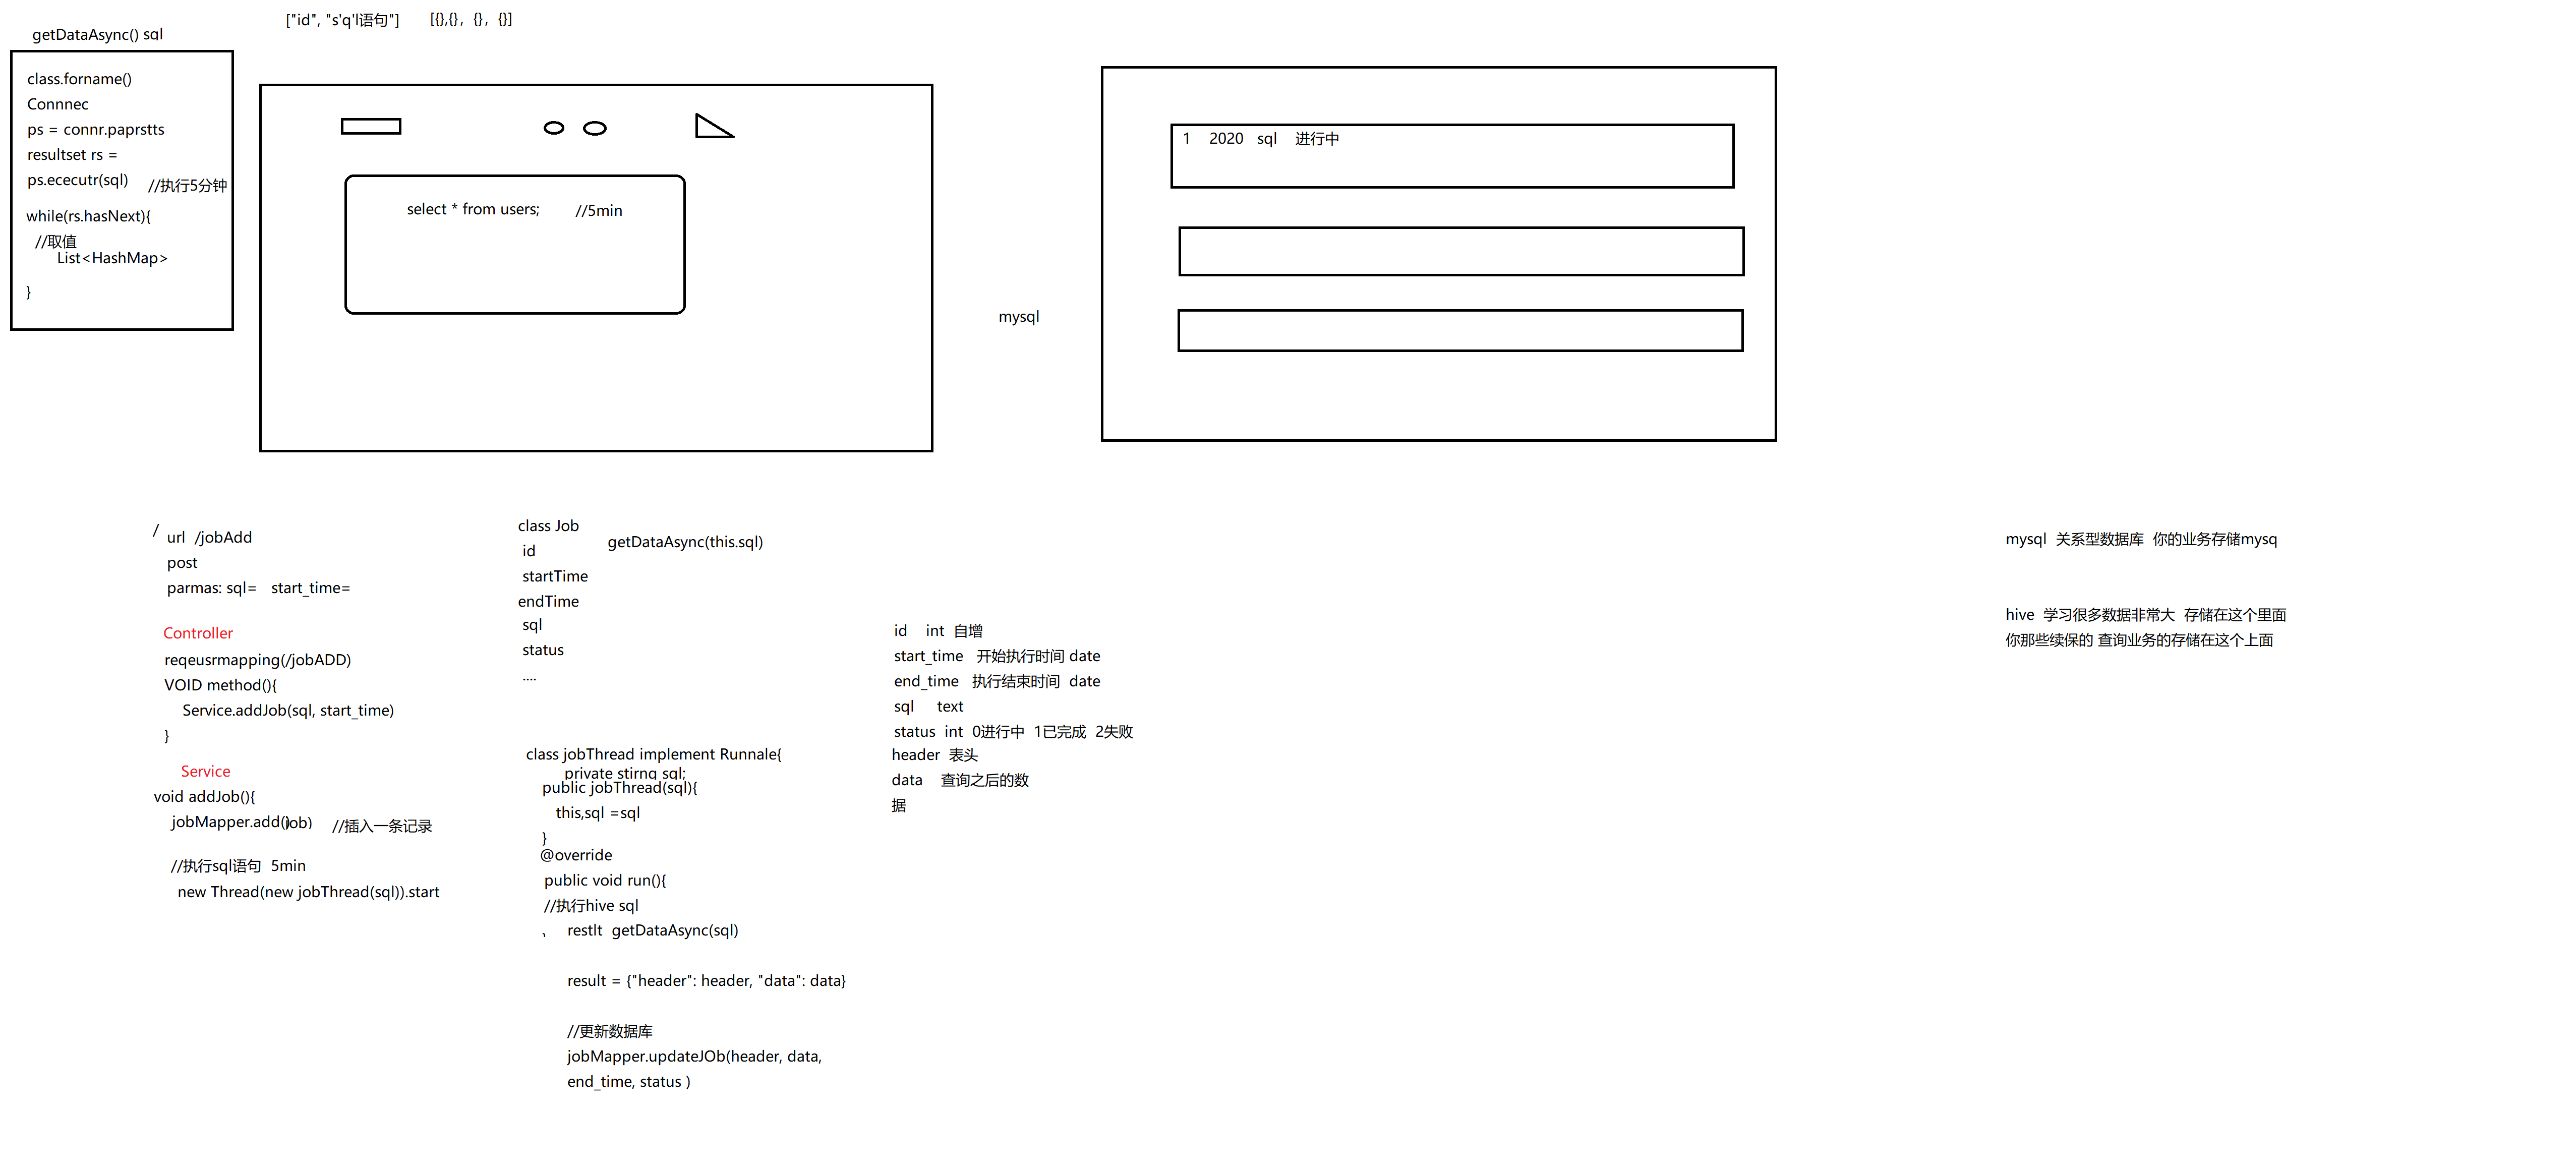 ["id", "s'q'l语句"]
[{},{},  {},  {}]
getDataAsync() sql
class.forname()
Connnec
ps = connr.paprstts
resultset rs =
ps.ececutr(sql)
//执行5分钟
while(rs.hasNext){
//取值
List<HashMap>
}
select * from users;
//5min
mysql
1    2020   sql    进行中
/
url  /jobAdd
post
parmas: sql=   start_time=
Controller
reqeusrmapping(/jobADD)
VOID method(){
Service.addJob(sql, start_time)
}
Service
void addJob(){
jobMapper.add(job)
//插入一条记录
//执行sql语句  5min
new Thread(new jobThread(sql)).start
class Job
id
startTime
endTime
sql
status
....
getDataAsync(this.sql)
class jobThread implement Runnale{
private stirng sql;
public jobThread(sql){
this,sql =sql
}
@override
public void run(){
//执行hive sql
restlt  getDataAsync(sql)
result = {"header": header, "data": data}
//更新数据库
jobMapper.updateJOb(header, data,
end_time, status )
id    int  自增
start_time   开始执行时间 date
end_time   执行结束时间  date
sql     text
status  int  0进行中  1已完成  2失败
header  表头
data    查询之后的数
据
mysql  关系型数据库  你的业务存储mysq
hive  学习很多数据非常大  存储在这个里面
你那些续保的 查询业务的存储在这个上面